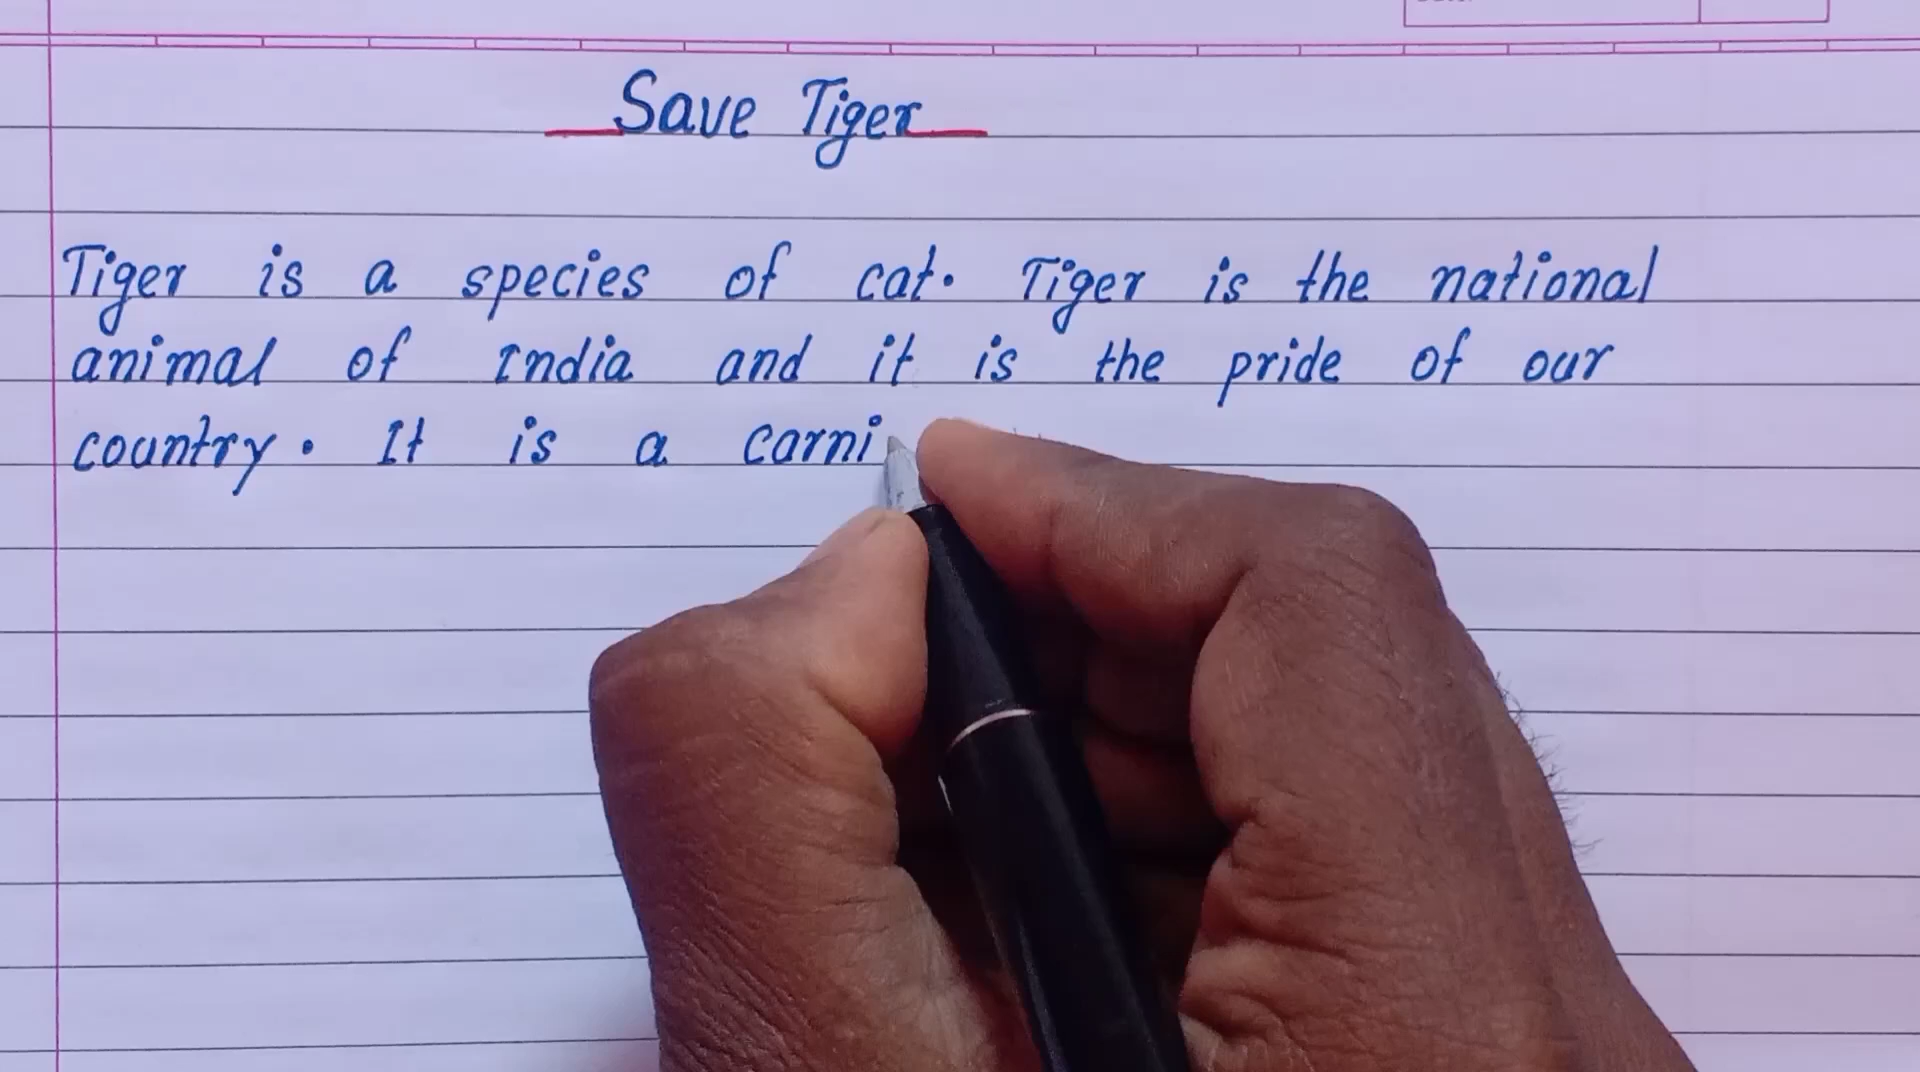 Save Tiger
Tiger is a species of cat. Tiger is the national
animal of India and it is the pride of our
country. It is a carni